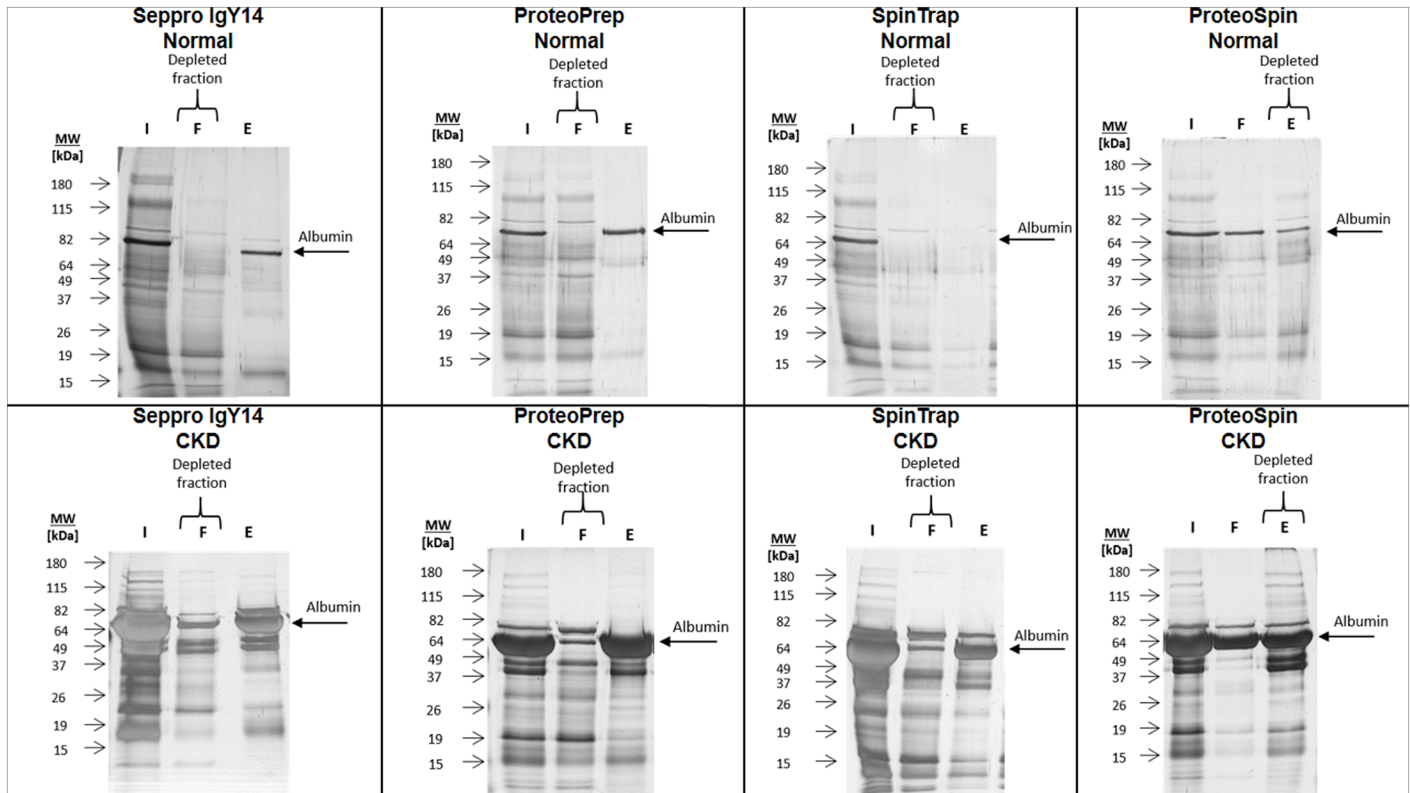 Seppro IgY14
Normal
Depleted
fraction
MW
[kDa]
I
F
E
180
115
82
64
49
37
26
19
15
Albumin
ProteoPrep
Normal
Depleted
fraction
MW
[kDa]
I
F
E
180
115
82
64
49
37
26
19
15
Albumin
SpinTrap
Normal
Depleted
fraction
MW
[kDa]
I
F
E
180
115
82
64
49
37
26
19
15
Albumin
ProteoSpin
Normal
Depleted
fraction
MW
[kDa]
I
F
E
180
115
82
64
49
37
26
19
15
Albumin
Seppro IgY14
CKD
Depleted
fraction
MW
[kDa]
I
F
E
180
115
82
64
49
37
26
19
15
Albumin
ProteoPrep
CKD
Depleted
fraction
MW
[kDa]
I
F
E
180
115
82
64
49
37
26
19
15
Albumin
SpinTrap
CKD
Depleted
fraction
MW
[kDa]
I
F
E
180
115
82
64
49
37
26
19
15
Albumin
ProteoSpin
CKD
Depleted
fraction
MW
[kDa]
I
F
E
180
115
82
64
49
37
26
19
15
Albumin